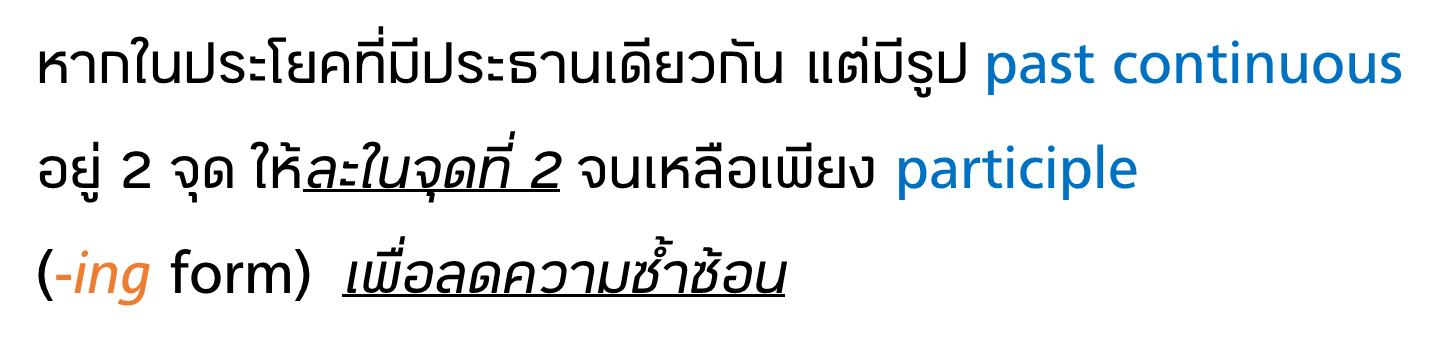 หากในประโยคที่มีประธานเดียวกัน แต่มีรูป past continuous
อยู่ 2 จุด ให้ละในจุดที่ 2 จนเหลือเพียง participle
(-ing form) เพื่อลดความซ้ำซ้อน